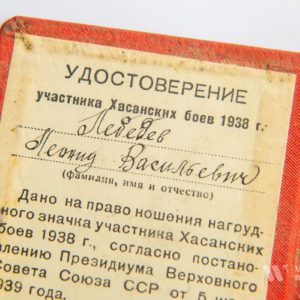 УДОСТОВЕРЕНИЕ
участника Хасанских боев 1938 г.
Лебедев
Леонид Васильевич
(фамилия, имя и отчество)
Дано на право ношения нагруд-
ного значка участника Хасанских
боев 1938 г., согласно постано-
влению Президиума Верховного
Совета Союза ССР от 5
939 года.